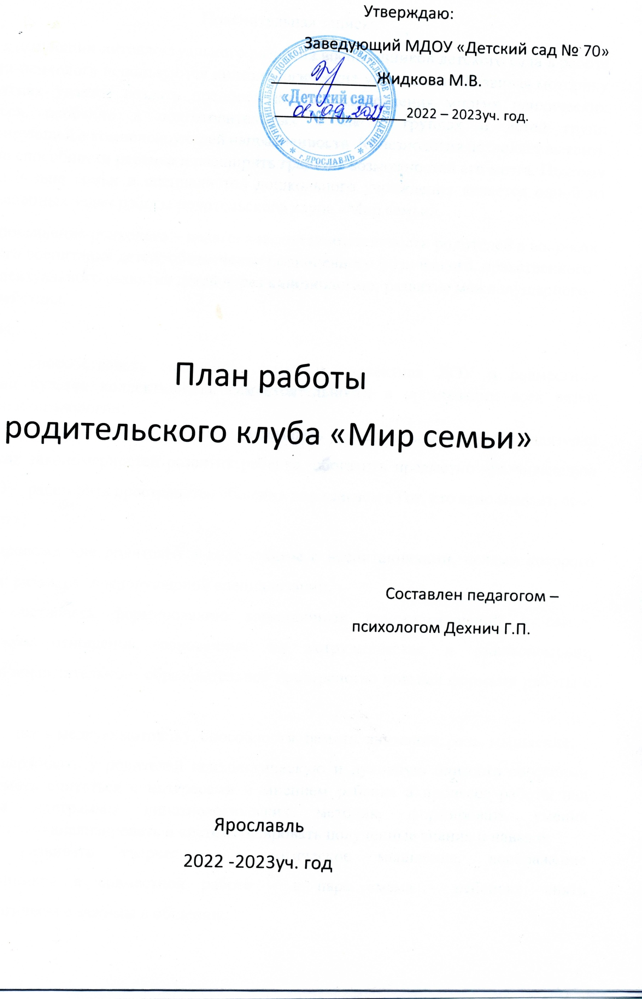 Утверждаю:
Заведующий МДОУ «Детский сад № 70»
Жидкова М.В.
01.09.2022 2022 – 2023уч. год.
МУНИЦИПАЛЬНОЕ ДОШКОЛЬНОЕ ОБРАЗОВАТЕЛЬНОЕ УЧРЕЖДЕНИЕ
«Детский сад
№ 70»
* г.ЯРОСЛАВЛЬ *
План работы
родительского клуба «Мир семьи»
Составлен педагогом –
психологом Дехнич Г.П.
Ярославль
2022 -2023уч. год